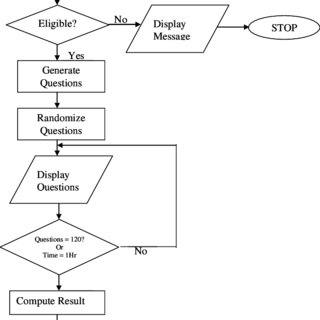 Eligible?
No
Display
Message
STOP
Yes
Generate
Questions
Randomize
Questions
Display
Questions
Questions = 120?
Or
Time = 1Hr
No
Compute Result